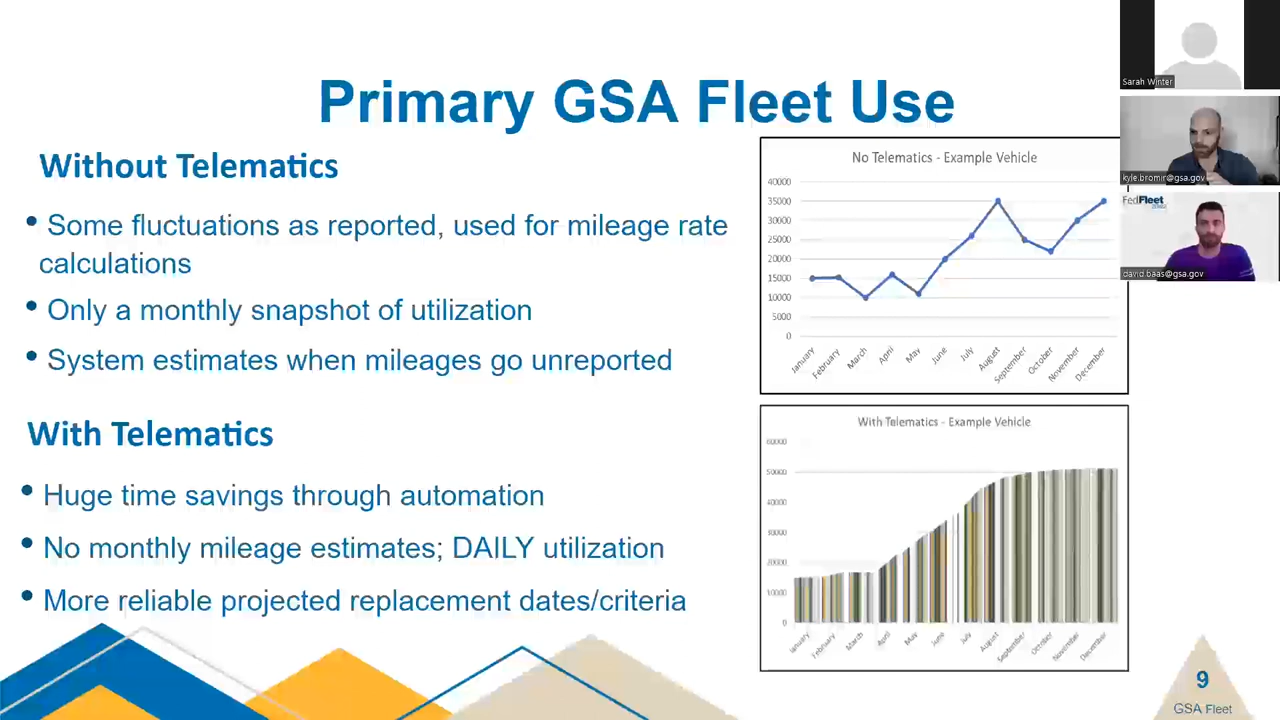 Primary GSA Fleet Use
Without Telematics
• Some fluctuations as reported, used for mileage rate
calculations
• Only a monthly snapshot of utilization
• System estimates when mileages go unreported
With Telematics
• Huge time savings through automation
• No monthly mileage estimates; DAILY utilization
• More reliable projected replacement dates/criteria
No Telematics - Example Vehicle
40000
35000
30000
25000
20000
15000
10000
5000
0
January
February
March
April
May
June
July
August
September
October
November
December
With Telematics - Example Vehicle
60000
50000
40000
30000
20000
10000
0
January
February
March
April
May
June
July
August
September
October
November
December
Sarah Winter
FedFleet
david.baas@gsa.gov
9
GSA Fleet